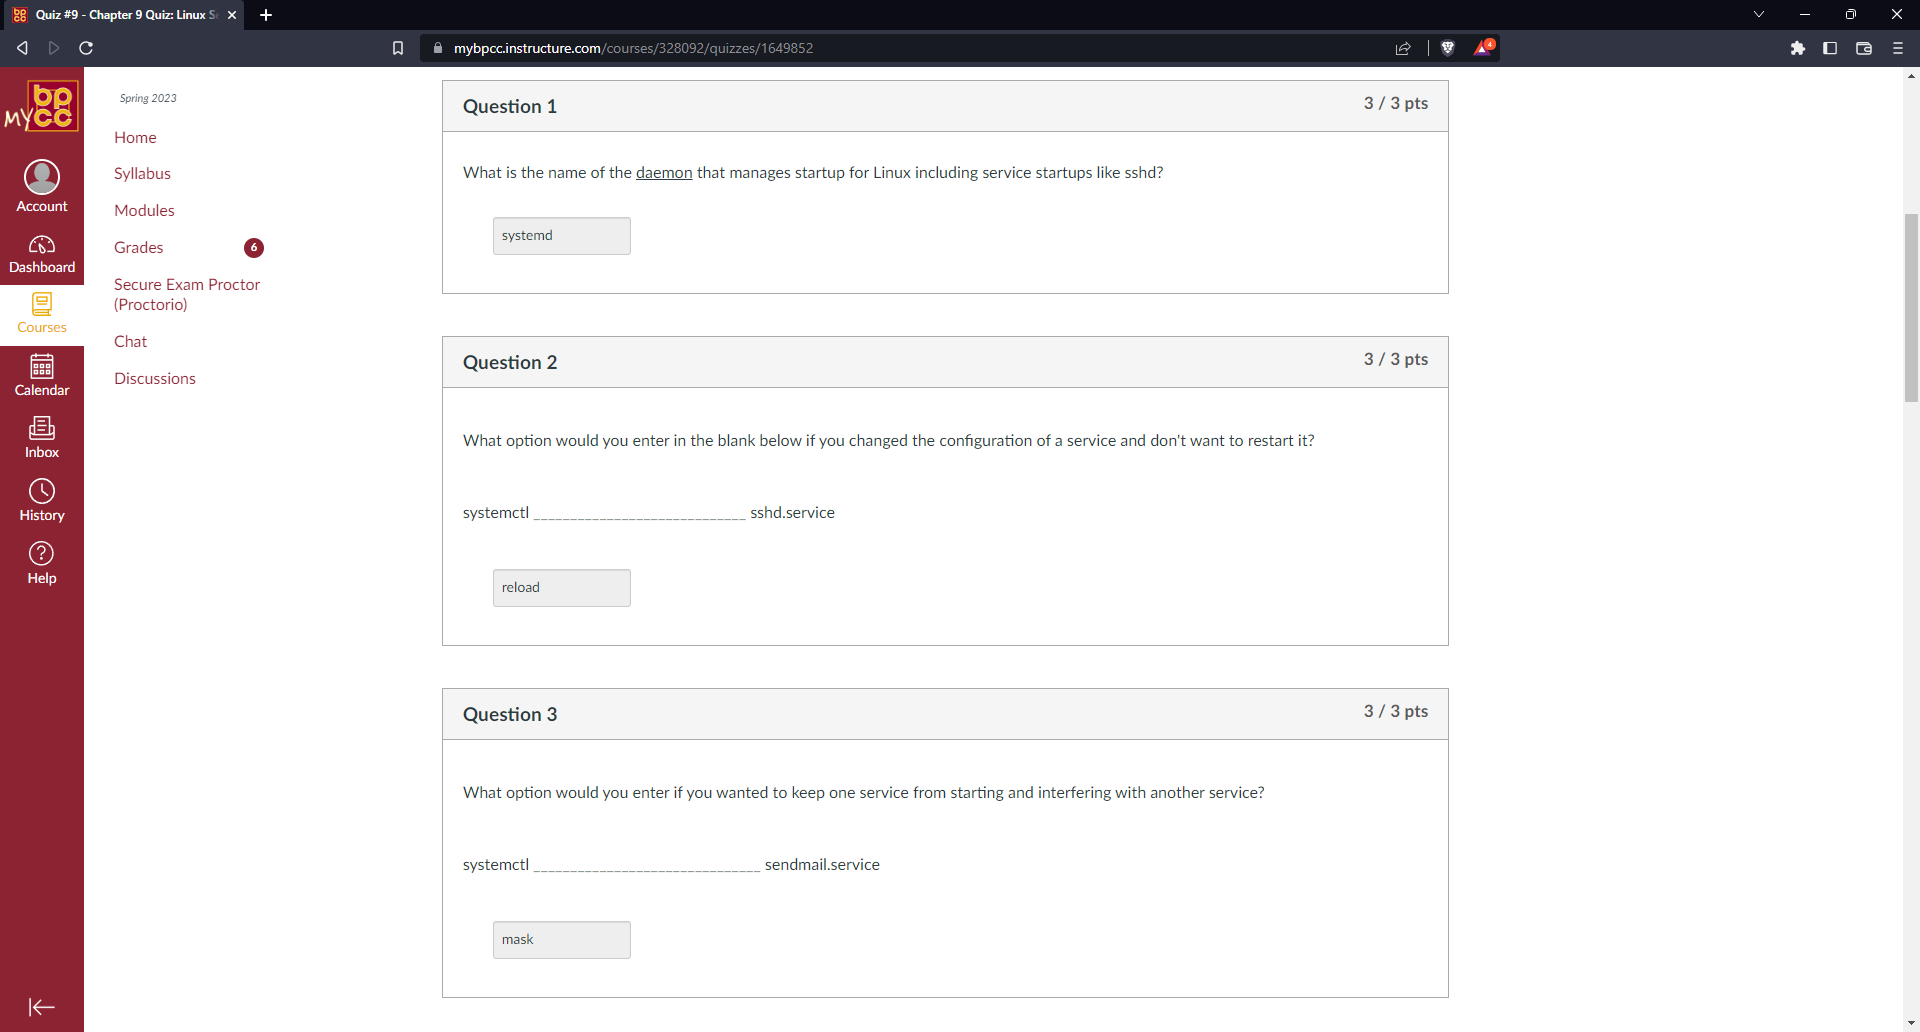 Quiz #9 - Chapter 9 Quiz: Linux S
mybpcc.instructure.com/courses/328092/quizzes/1649852
4
MY bp cc
Account
Dashboard
Courses
Calendar
Inbox
History
Help
Spring 2023
Home
Syllabus
Modules
Grades 6
Secure Exam Proctor
(Proctorio)
Chat
Discussions
Question 1 3 / 3 pts
What is the name of the daemon that manages startup for Linux including service startups like sshd?
systemd
Question 2 3 / 3 pts
What option would you enter in the blank below if you changed the configuration of a service and don't want to restart it?
systemctl ____________________________ sshd.service
reload
Question 3 3 / 3 pts
What option would you enter if you wanted to keep one service from starting and interfering with another service?
systemctl ______________________________ sendmail.service
mask